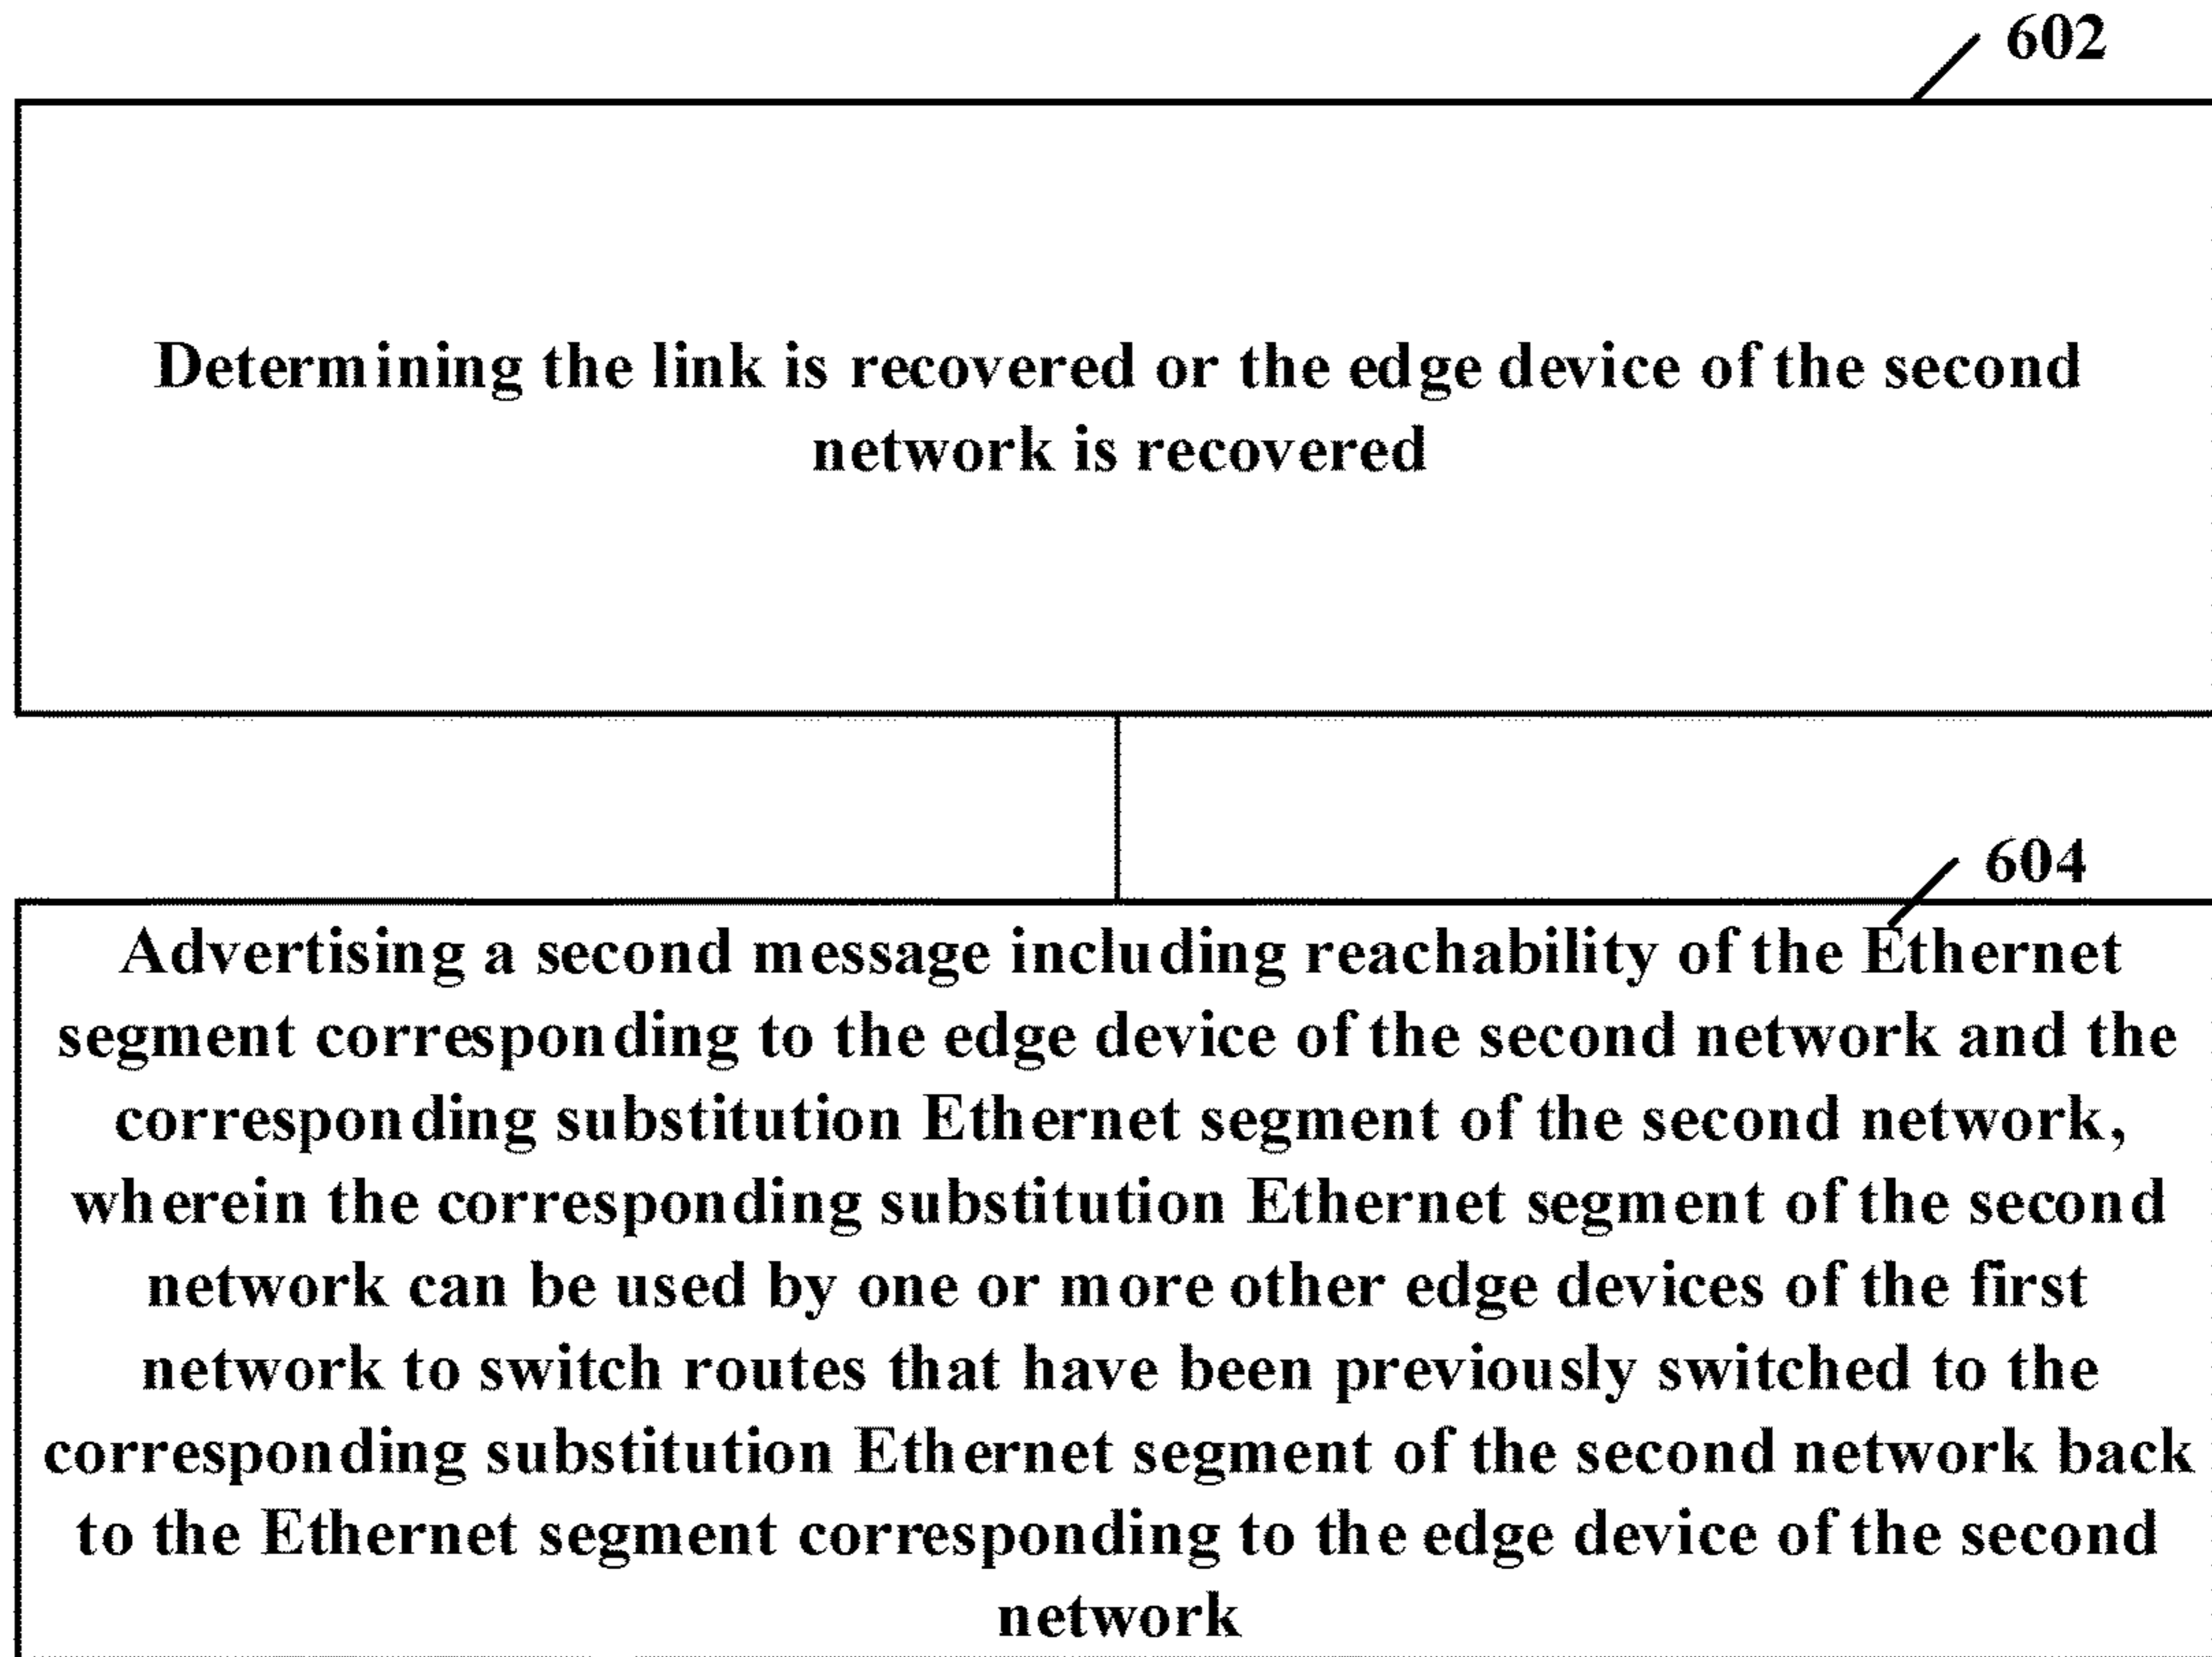 602
Determining the link is recovered or the edge device of the second
network is recovered
604
Advertising a second message including reachability of the Ethernet
segment corresponding to the edge device of the second network and the
corresponding substitution Ethernet segment of the second network,
wherein the corresponding substitution Ethernet segment of the second
network can be used by one or more other edge devices of the first
network to switch routes that have been previously switched to the
corresponding substitution Ethernet segment of the second network back
to the Ethernet segment corresponding to the edge device of the second
network